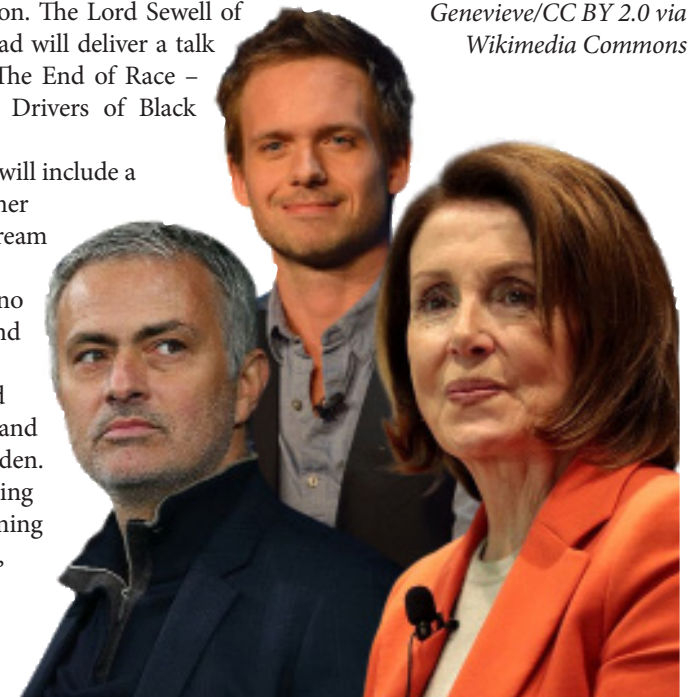 on. The Lord Sewell of
ad will deliver a talk
The End of Race –
Drivers of Black
will include a
her
ream
no
nd
d
and
den.
ing
ning
,
Genevieve/CC BY 2.0 via
Wikimedia Commons